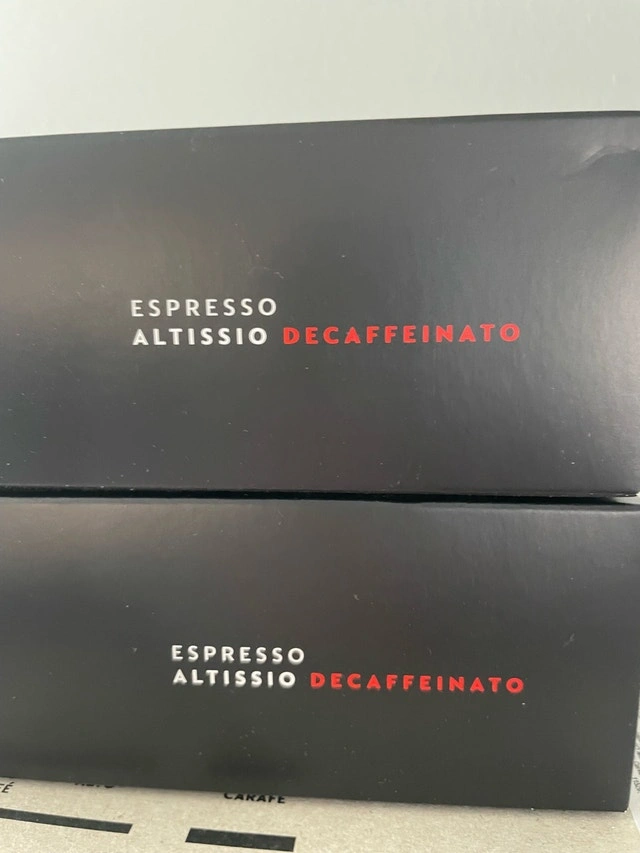 ESPRESSO
ALTISSIO DECAFFEINATO
ESPRESSO
ALTISSIO DECAFFEINATO
CARAFE